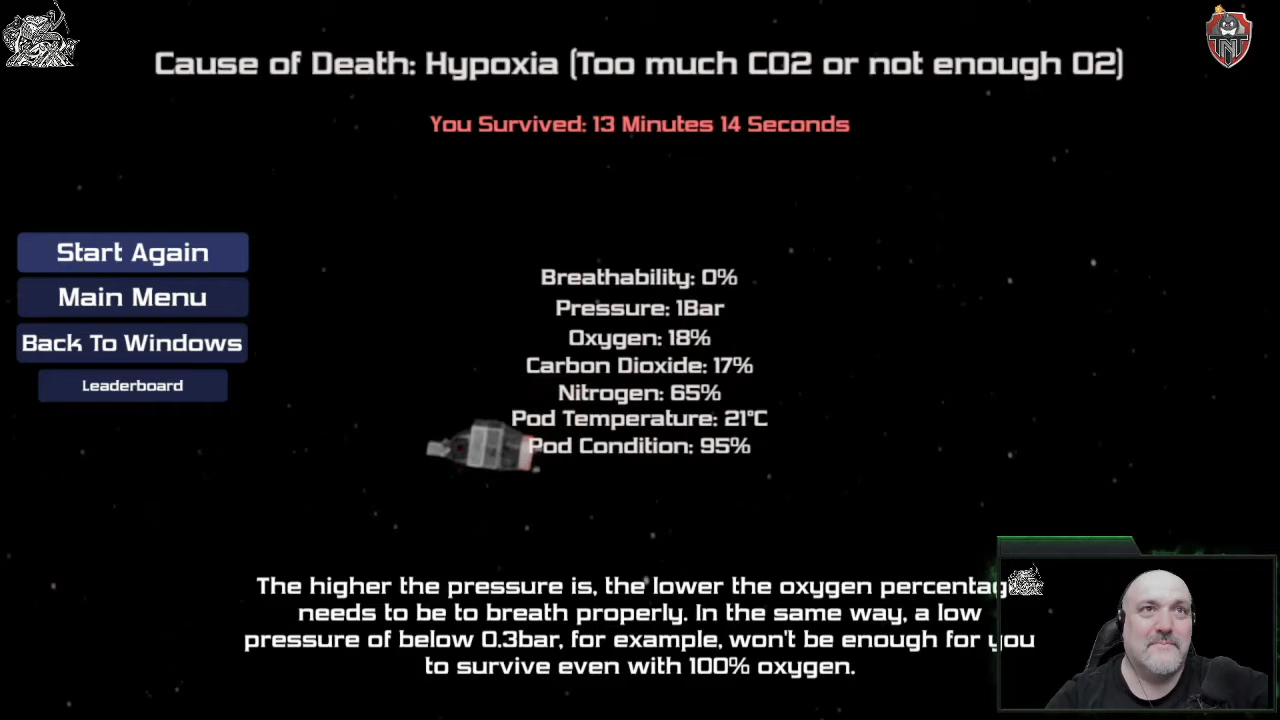 Cause of Death: Hypoxia (Too much CO2 or not enough O2)
You Survived: 13 Minutes 14 Seconds
Start Again
Main Menu
Back To Windows
Leaderboard
Breathability: 0%
Pressure: 1Bar
Oxygen: 18%
Carbon Dioxide: 17%
Nitrogen: 65%
Pod Temperature: 21°C
Pod Condition: 95%
The higher the pressure is, the lower the oxygen percentage
needs to be to breath properly. In the same way, a low
pressure of below 0.3bar, for example, won't be enough for you
to survive even with 100% oxygen.
TNT